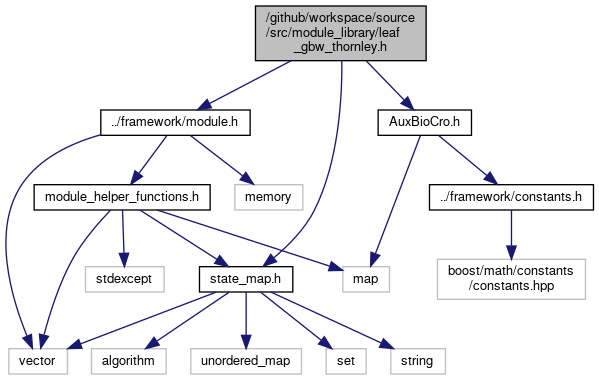 /github/workspace/source
/src/module_library/leaf
_gbw_thornley.h
../framework/module.h
AuxBioCro.h
module_helper_functions.h
memory
../framework/constants.h
stdexcept
state_map.h
map
boost/math/constants
/constants.hpp
vector
algorithm
unordered_map
set
string